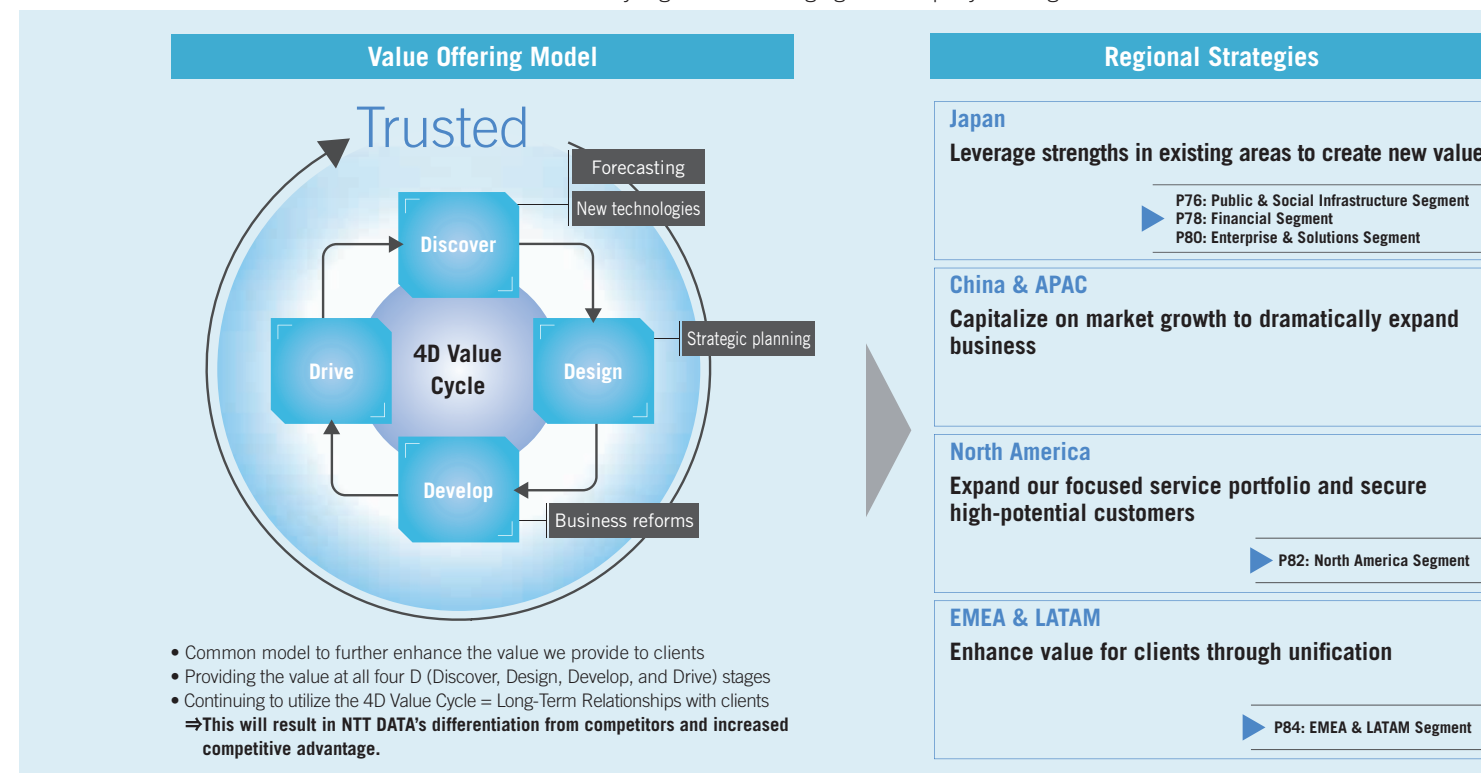 Value Offering Model
Trusted
Forecasting
New technologies
Discover
Strategic planning
4D Value
Cycle
Drive
Design
Develop
Business reforms
• Common model to further enhance the value we provide to clients
• Providing the value at all four D (Discover, Design, Develop, and Drive) stages
• Continuing to utilize the 4D Value Cycle = Long-Term Relationships with clients
⇒This will result in NTT DATA's differentiation from competitors and increased
competitive advantage.
Regional Strategies
Japan
Leverage strengths in existing areas to create new value
P76: Public & Social Infrastructure Segment
P78: Financial Segment
P80: Enterprise & Solutions Segment
China & APAC
Capitalize on market growth to dramatically expand
business
North America
Expand our focused service portfolio and secure
high-potential customers
P82: North America Segment
EMEA & LATAM
Enhance value for clients through unification
P84: EMEA & LATAM Segment